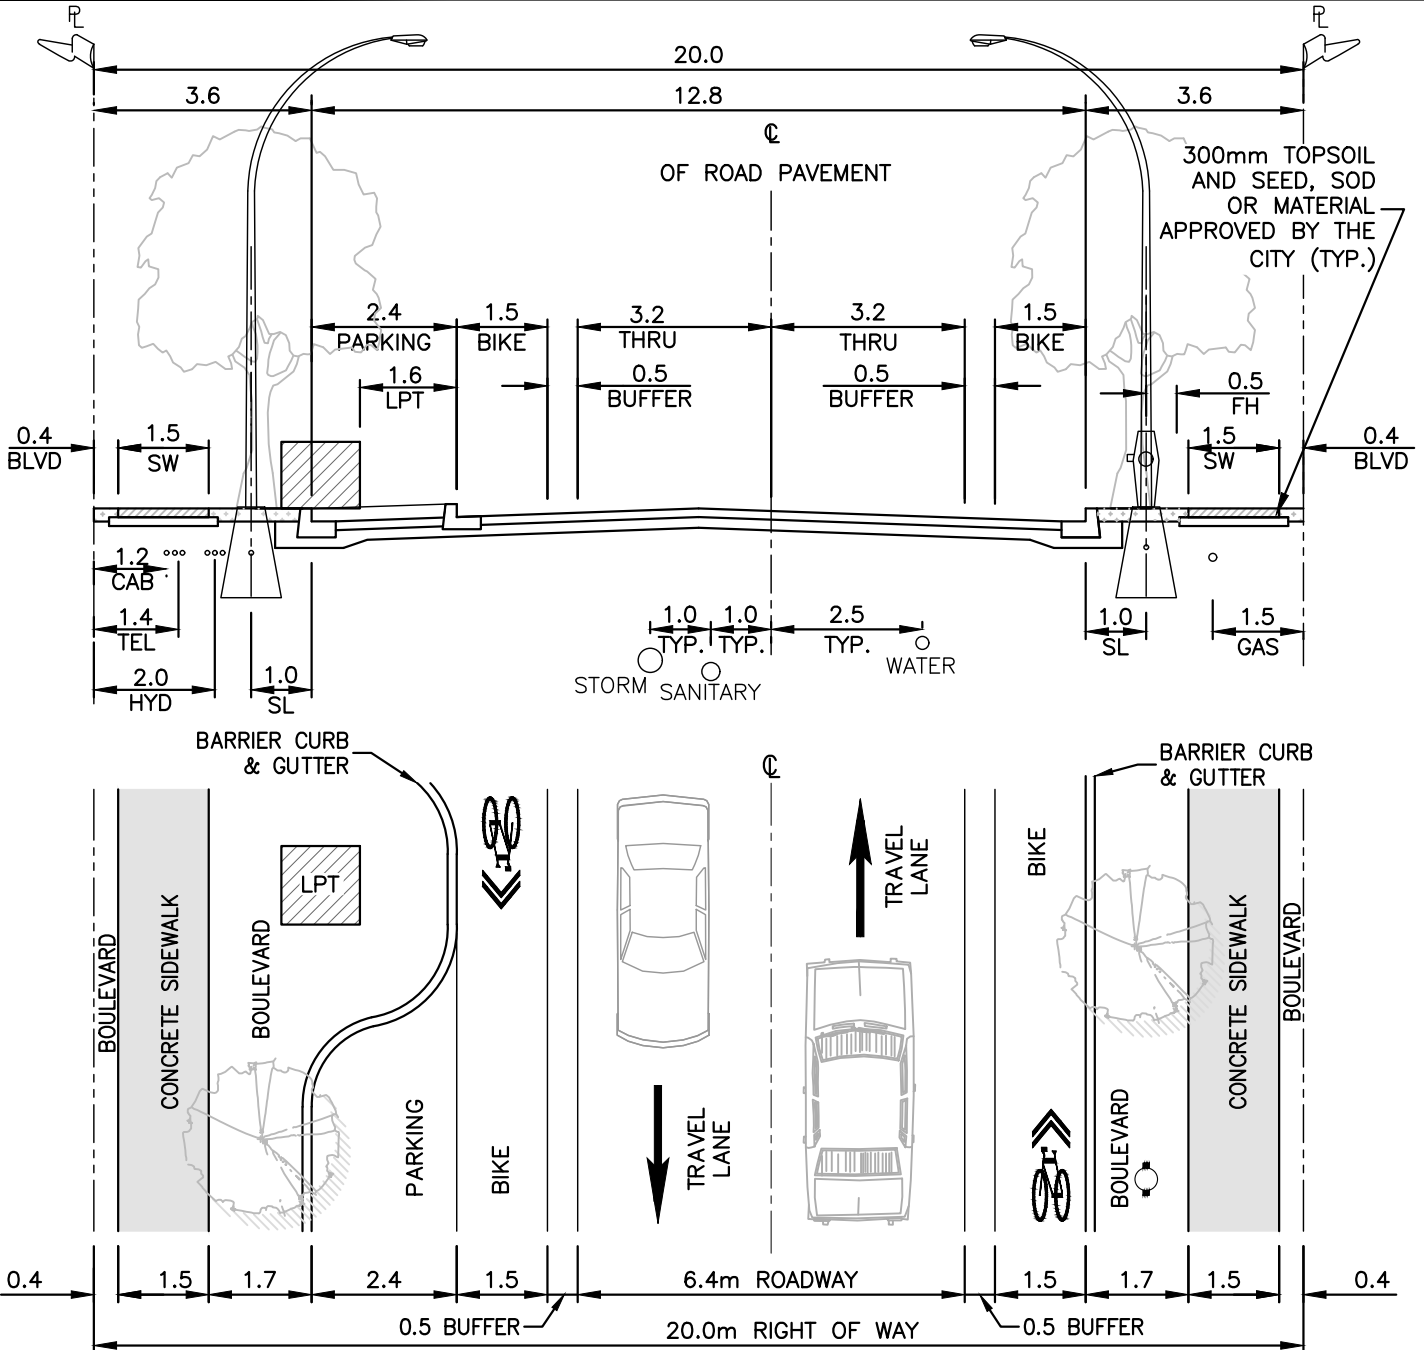 PL
PL
20.0
3.6
12.8
3.6
CL
OF ROAD PAVEMENT
300mm TOPSOIL
AND SEED, SOD
OR MATERIAL
APPROVED BY THE
CITY (TYP.)
2.4
PARKING
1.5
BIKE
3.2
THRU
3.2
THRU
1.5
BIKE
1.6
LPT
0.5
BUFFER
0.5
BUFFER
0.5
FH
0.4
BLVD
1.5
SW
1.5
SW
0.4
BLVD
1.2
CAB
1.4
TEL
2.0
HYD
1.0
SL
1.0
TYP.
1.0
TYP.
2.5
TYP.
STORM
SANITARY
WATER
1.0
SL
1.5
GAS
BARRIER CURB
& GUTTER
CL
BARRIER CURB
& GUTTER
BOULEVARD
CONCRETE SIDEWALK
BOULEVARD
LPT
PARKING
BIKE
TRAVEL
LANE
TRAVEL
LANE
BIKE
BOULEVARD
CONCRETE SIDEWALK
BOULEVARD
0.4
1.5
1.7
2.4
1.5
6.4m ROADWAY
1.5
1.7
1.5
0.4
0.5 BUFFER
20.0m RIGHT OF WAY
0.5 BUFFER